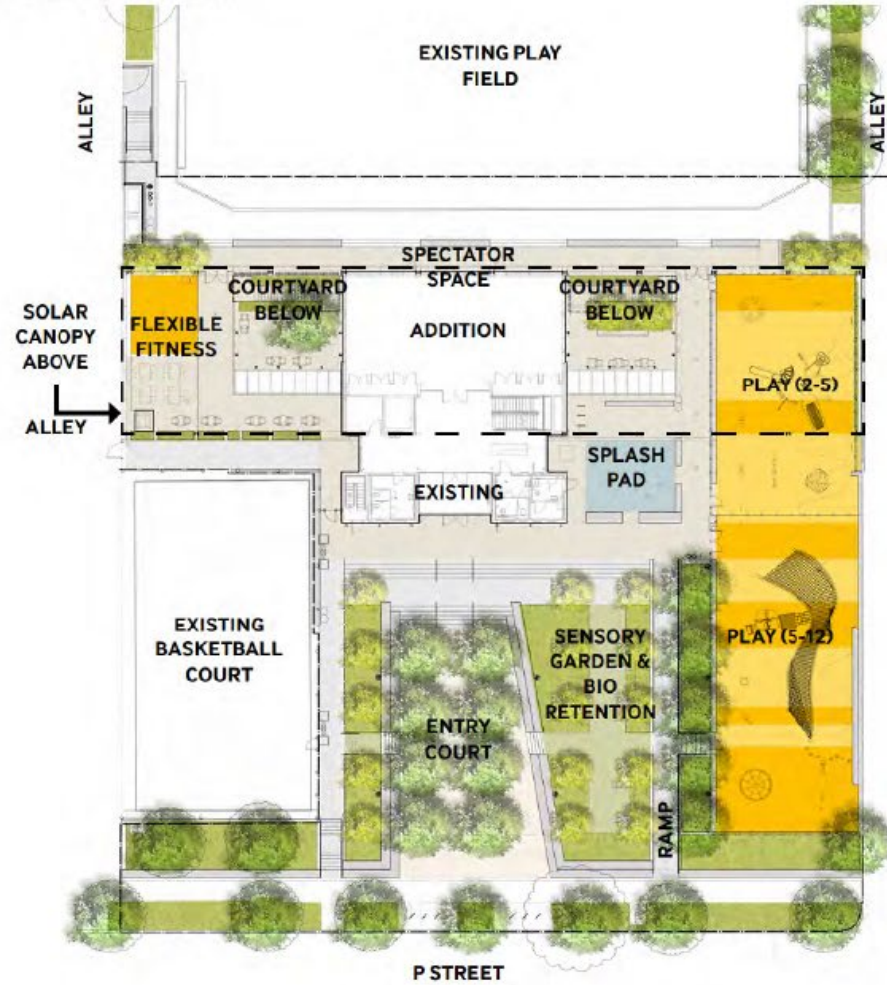 EXISTING PLAY
FIELD
ALLEY
ALLEY
SPECTATOR
SPACE
COURTYARD
BELOW
COURTYARD
BELOW
SOLAR
CANOPY
ABOVE
FLEXIBLE
FITNESS
ADDITION
PLAY (2-5)
ALLEY
SPLASH
PAD
EXISTING
EXISTING
BASKETBALL
COURT
SENSORY
GARDEN &
BIO
RETENTION
PLAY (5-12)
ENTRY
COURT
RAMP
P STREET